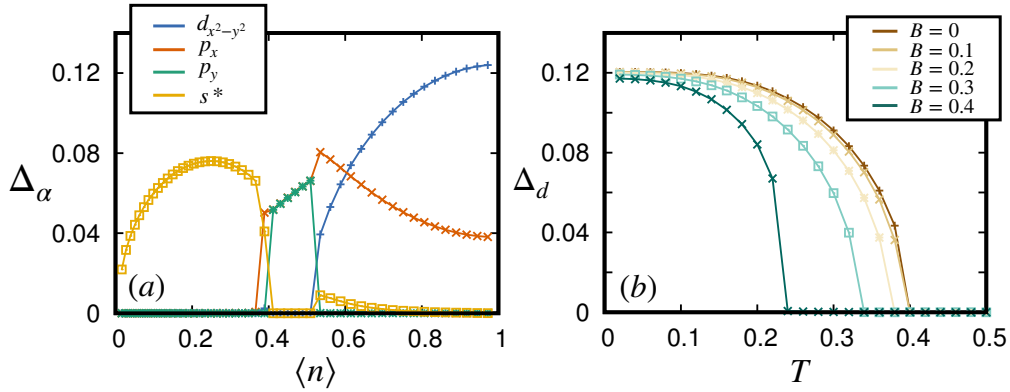 d_{x²−y²}
p_x
p_y
s*
Δ_α
0.12
0.08
0.04
0
0 0.2 0.4 0.6 0.8 1
⟨n⟩
(a)
B = 0
B = 0.1
B = 0.2
B = 0.3
B = 0.4
Δ_d
0.12
0.08
0.04
0
0 0.1 0.2 0.3 0.4 0.5
T
(b)